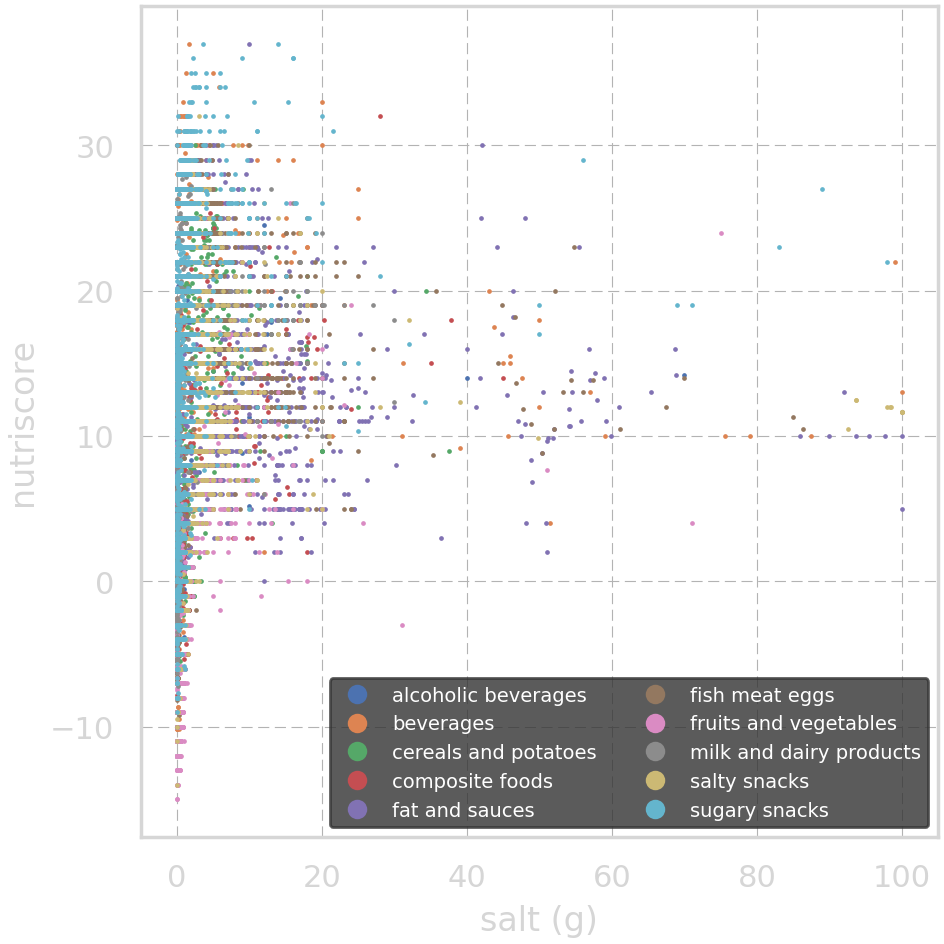 30
20
10
0
−10
nutriscore
0 20 40 60 80 100
salt (g)
alcoholic beverages
beverages
cereals and potatoes
composite foods
fat and sauces
fish meat eggs
fruits and vegetables
milk and dairy products
salty snacks
sugary snacks